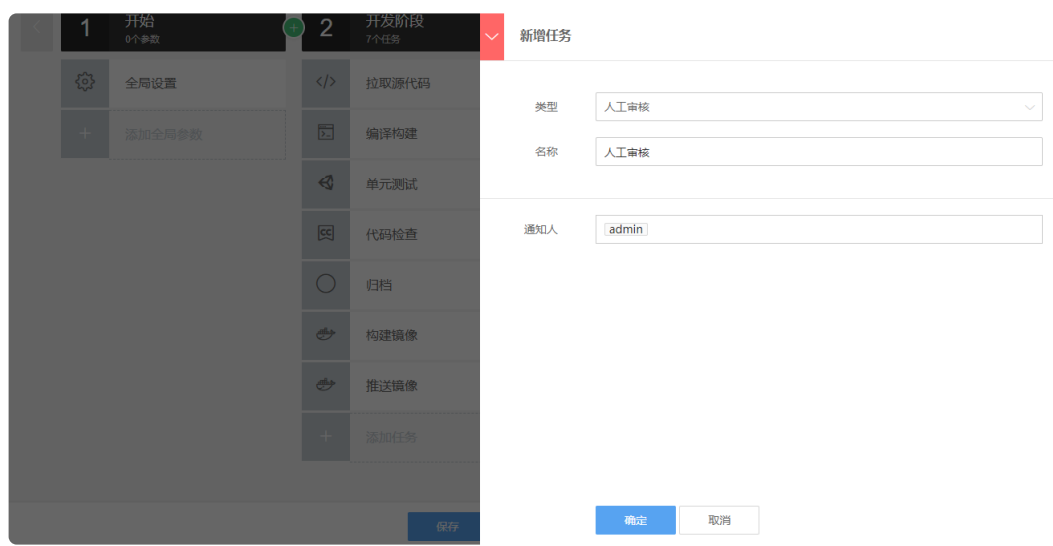 1
开始
0个参数
全局设置
添加全局参数
2
开发阶段
7个任务
</> 拉取源代码
编译构建
单元测试
CC 代码检查
归档
构建镜像
推送镜像
添加任务
保存
新增任务
类型 人工审核
名称 人工审核
通知人 admin
确定 取消